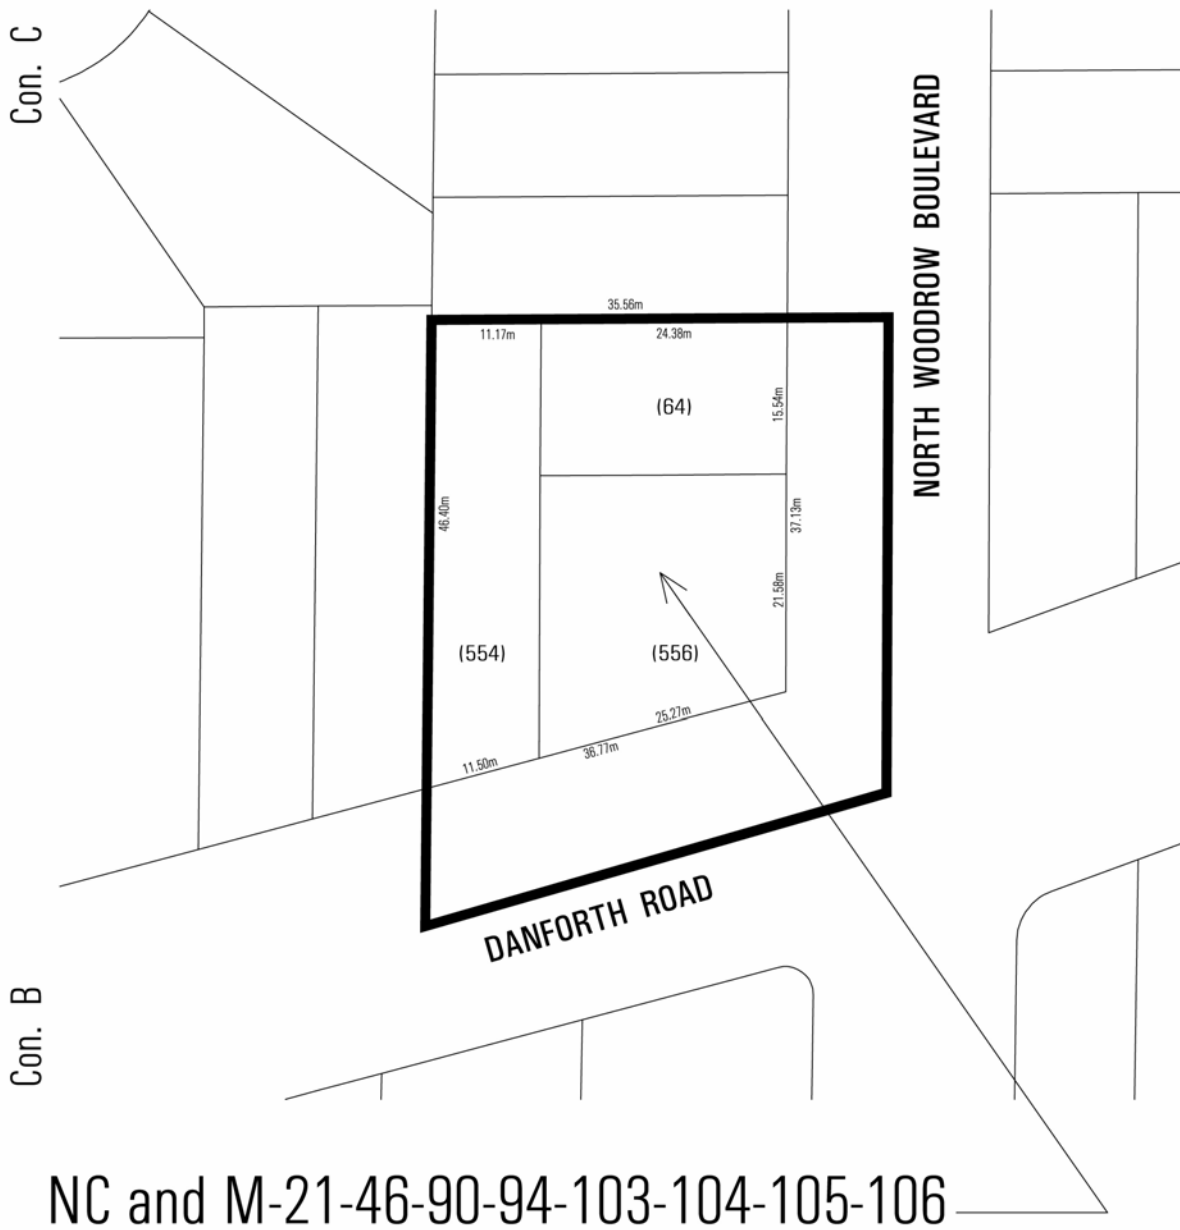 Con. C
NORTH WOODROW BOULEVARD
35.56m
11.17m
24.38m
(64)
15.54m
46.40m
37.13m
21.58m
(554)
(556)
25.27m
36.77m
11.50m
DANFORTH ROAD
Con. B
NC and M-21-46-90-94-103-104-105-106